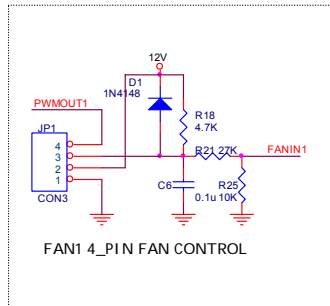 12V
D1
1N4148
PWMOUT1
R18
4.7K
JP1
4
3
2
1
CON3
R21 27K
FANIN1
C6
0.1u
R25
10K
FAN1 4_PIN FAN CONTROL